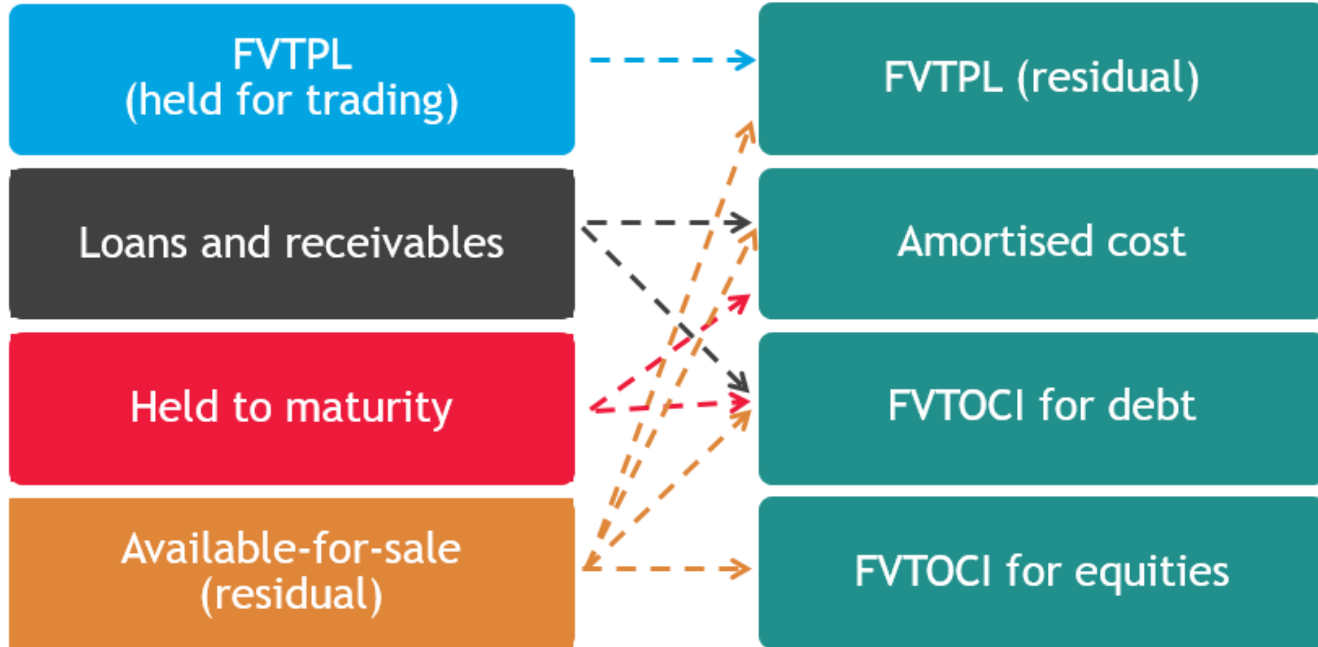 FVTPL
(held for trading)
FVTPL (residual)
Loans and receivables
Amortised cost
Held to maturity
FVTOCI for debt
Available-for-sale
(residual)
FVTOCI for equities